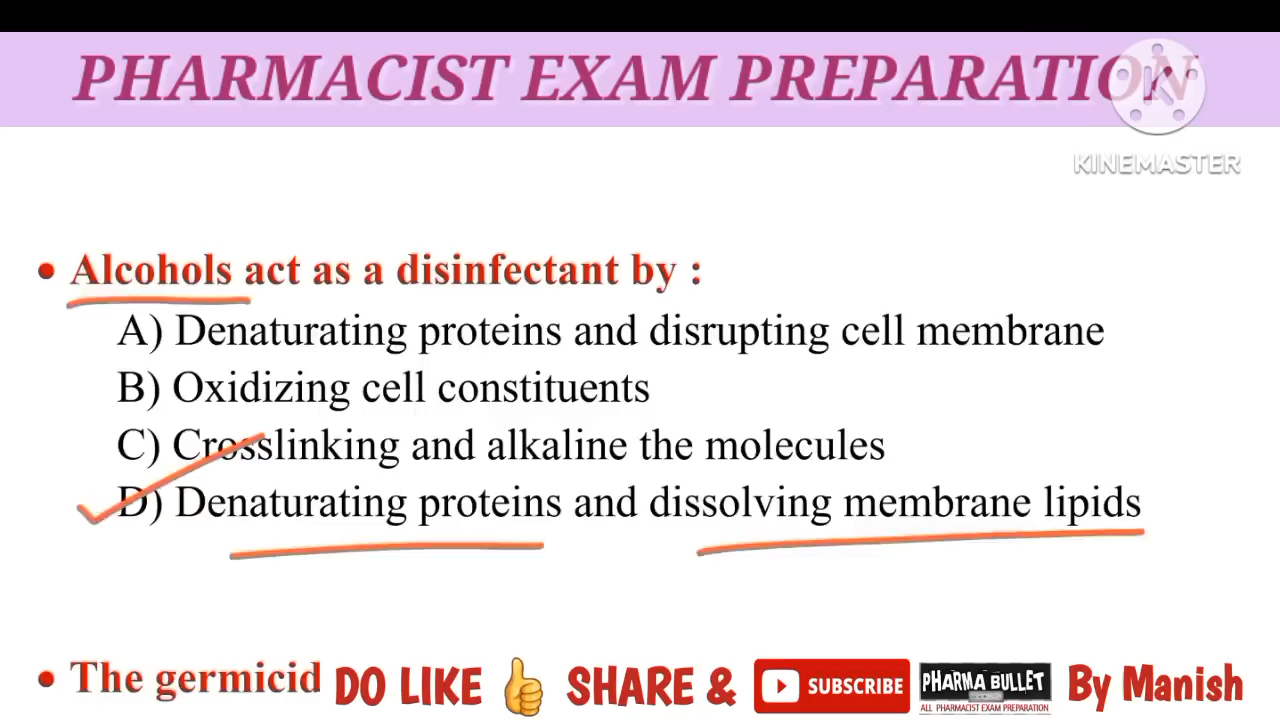 PHARMACIST EXAM PREPARATION
KINEMASTER
• Alcohols act as a disinfectant by :
A) Denaturating proteins and disrupting cell membrane
B) Oxidizing cell constituents
C) Crosslinking and alkaline the molecules
D) Denaturating proteins and dissolving membrane lipids
• The germicid
DO LIKE 👍 SHARE & SUBSCRIBE PHARMA BULLET By Manish
ALL PHARMACIST EXAM PREPARATION